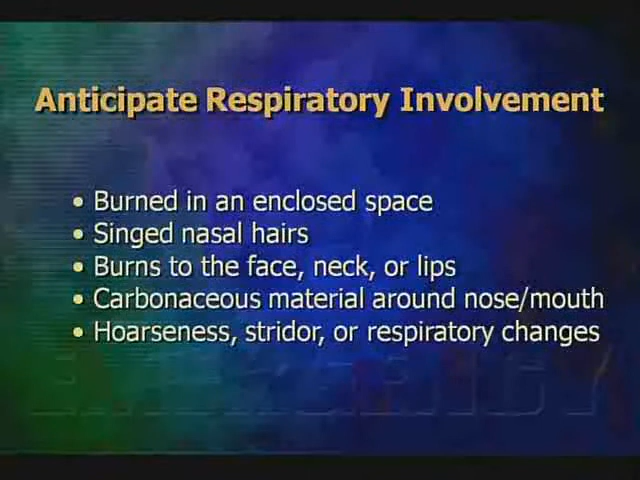 Anticipate Respiratory Involvement
• Burned in an enclosed space
• Singed nasal hairs
• Burns to the face, neck, or lips
• Carbonaceous material around nose/mouth
• Hoarseness, stridor, or respiratory changes
EMERGENCY